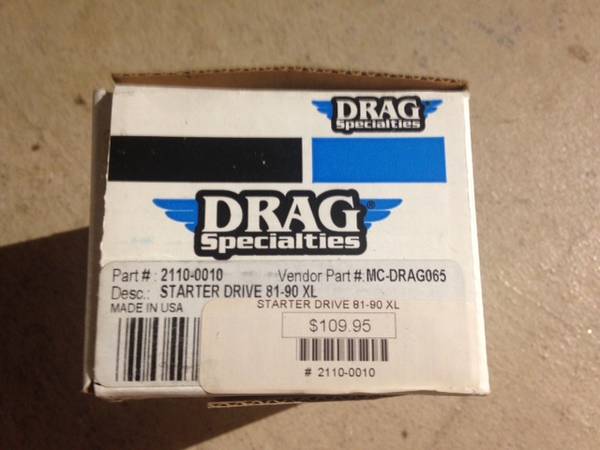 DRAG
Specialties
DRAG®
Specialties
Part # : 2110-0010 Vendor Part #: MC-DRAG065
Desc.: STARTER DRIVE 81-90 XL
MADE IN USA
STARTER DRIVE 81-90 XL
$109.95
# 2110-0010